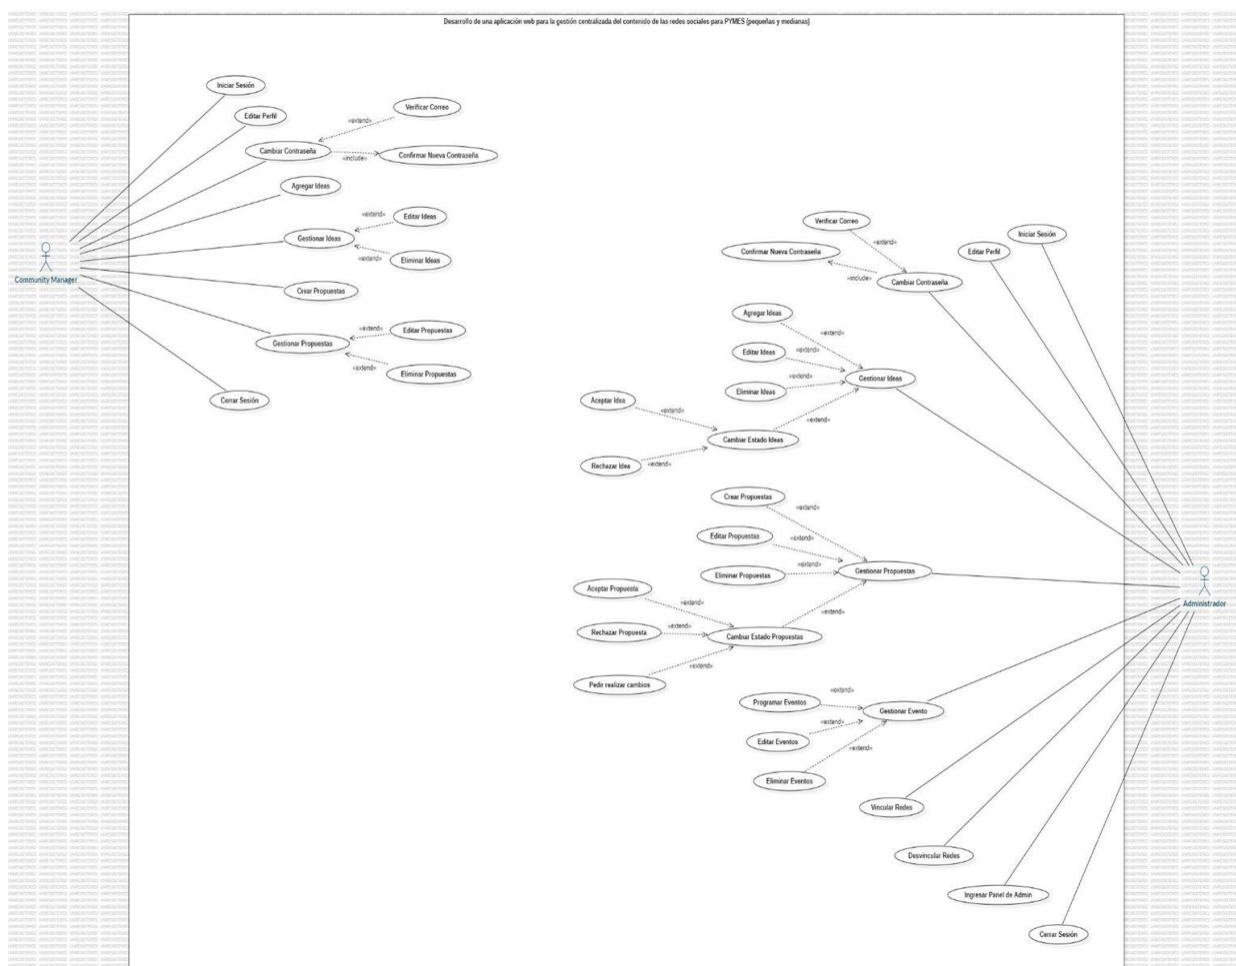 Desarrollo de una aplicación web para la gestión centralizada del contenido de las redes sociales para PYMES (pequeñas y medianas)
Iniciar Sesión
Editar Perfil
Verificar Correo
«extend»
Cambiar Contraseña
«include»
Confirmar Nueva Contraseña
Agregar Ideas
Editar Ideas
«extend»
Gestionar Ideas
«extend»
Eliminar Ideas
Community Manager
Crear Propuestas
Editar Propuestas
«extend»
Gestionar Propuestas
«extend»
Eliminar Propuestas
Cerrar Sesión
Verificar Correo
«extend»
Iniciar Sesión
Editar Perfil
Confirmar Nueva Contraseña
«include»
Cambiar Contraseña
Agregar Ideas
«extend»
Editar Ideas
«extend»
Eliminar Ideas
«extend»
Gestionar Ideas
Aceptar Idea
«extend»
Cambiar Estado Ideas
«extend»
Rechazar Idea
«extend»
Crear Propuestas
«extend»
Editar Propuestas
«extend»
Eliminar Propuestas
«extend»
Gestionar Propuestas
Aceptar Propuesta
«extend»
Rechazar Propuesta
«extend»
Cambiar Estado Propuestas
«extend»
Pedir realizar cambios
«extend»
Administrador
Programar Eventos
«extend»
Gestionar Evento
Editar Eventos
«extend»
Eliminar Eventos
«extend»
Vincular Redes
Desvincular Redes
Ingresar Panel de Admin
Cerrar Sesión